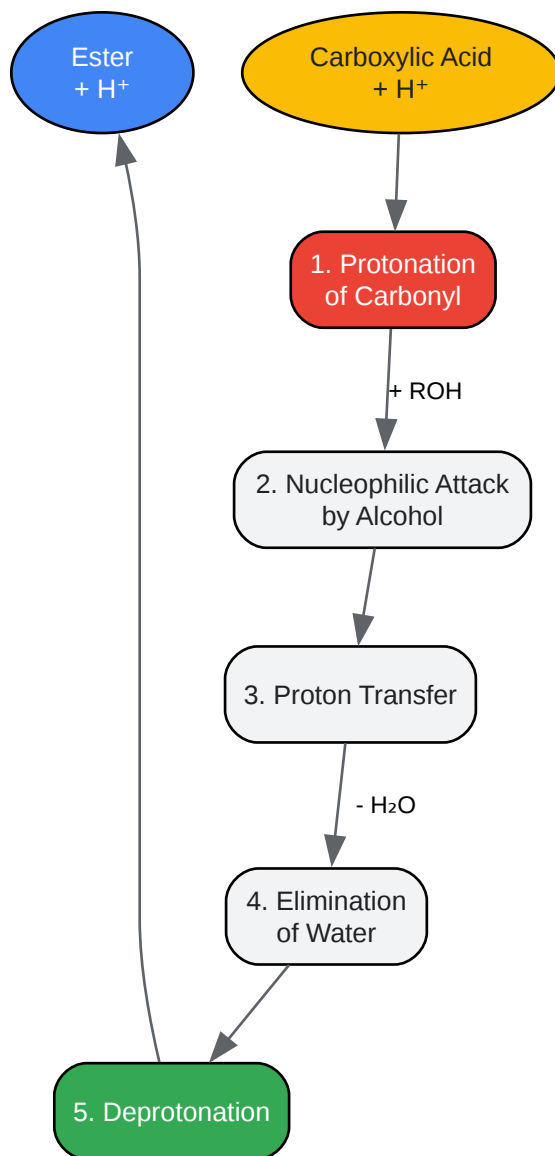 Ester
+ H⁺
Carboxylic Acid
+ H⁺
1. Protonation
of Carbonyl
+ ROH
2. Nucleophilic Attack
by Alcohol
3. Proton Transfer
- H₂O
4. Elimination
of Water
5. Deprotonation